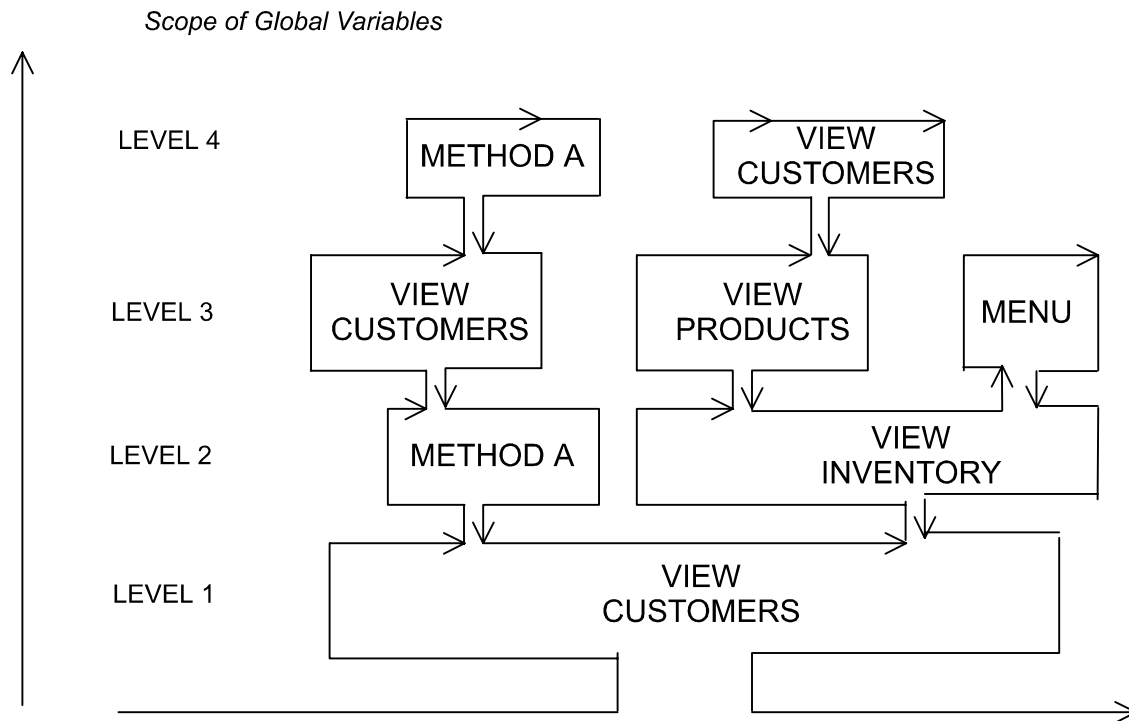 Scope of Global Variables
LEVEL 4
METHOD A
VIEW
CUSTOMERS
LEVEL 3
VIEW
CUSTOMERS
VIEW
PRODUCTS
MENU
LEVEL 2
METHOD A
VIEW
INVENTORY
LEVEL 1
VIEW
CUSTOMERS